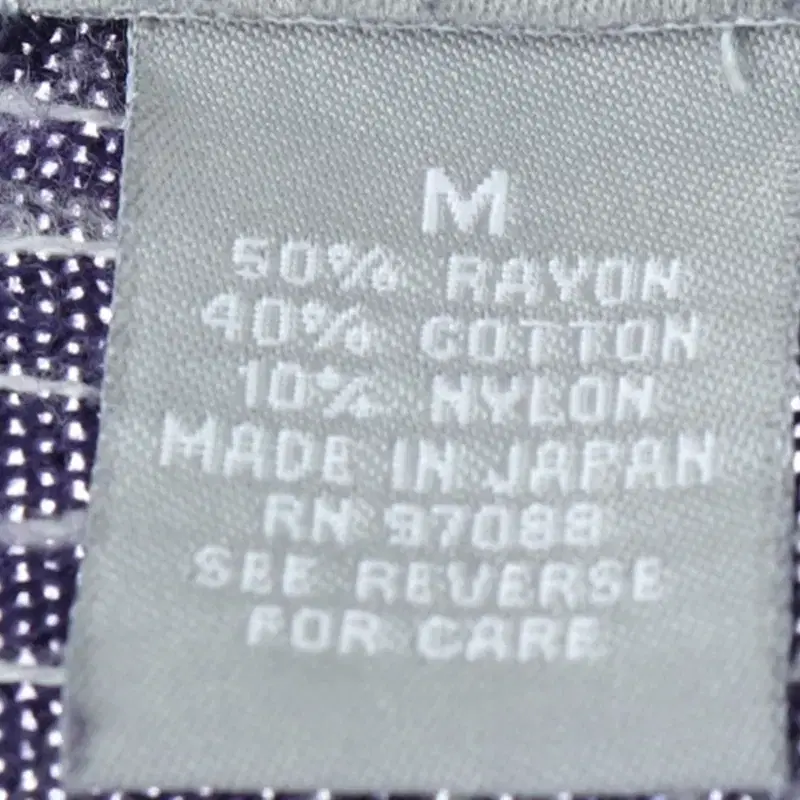 M
50% RAYON
40% COTTON
10% NYLON
MADE IN JAPAN
RN 97088
SEE REVERSE
FOR CARE